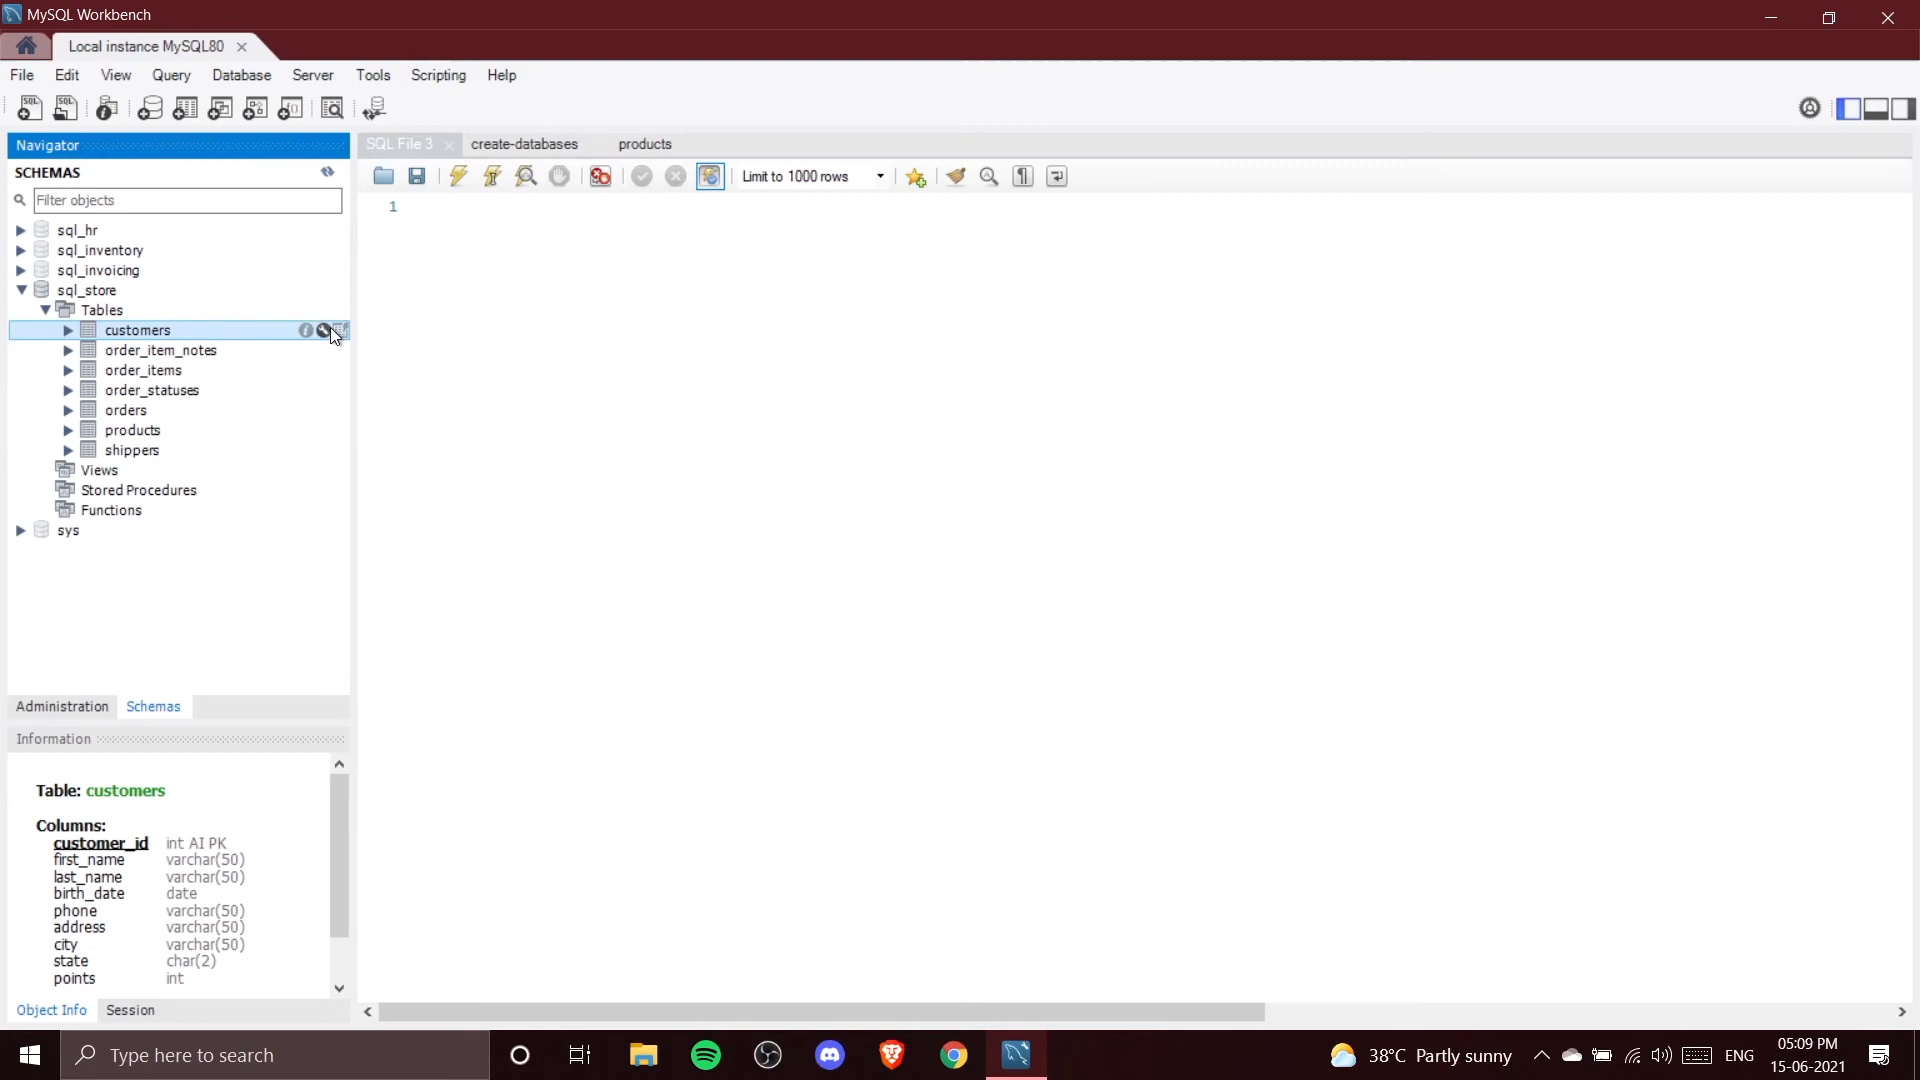 MySQL Workbench
Local instance MySQL80
File Edit View Query Database Server Tools Scripting Help
Navigator
SCHEMAS
Filter objects
sql_hr
sql_inventory
sql_invoicing
sql_store
Tables
customers
order_item_notes
order_items
order_statuses
orders
products
shippers
Views
Stored Procedures
Functions
sys
Administration Schemas
Information
Table: customers
Columns:
customer_id int AI PK
first_name varchar(50)
last_name varchar(50)
birth_date date
phone varchar(50)
address varchar(50)
city varchar(50)
state char(2)
points int
Object Info Session
SQL File 3 create-databases products
Limit to 1000 rows
1
Type here to search
38°C Partly sunny
ENG
05:09 PM
15-06-2021